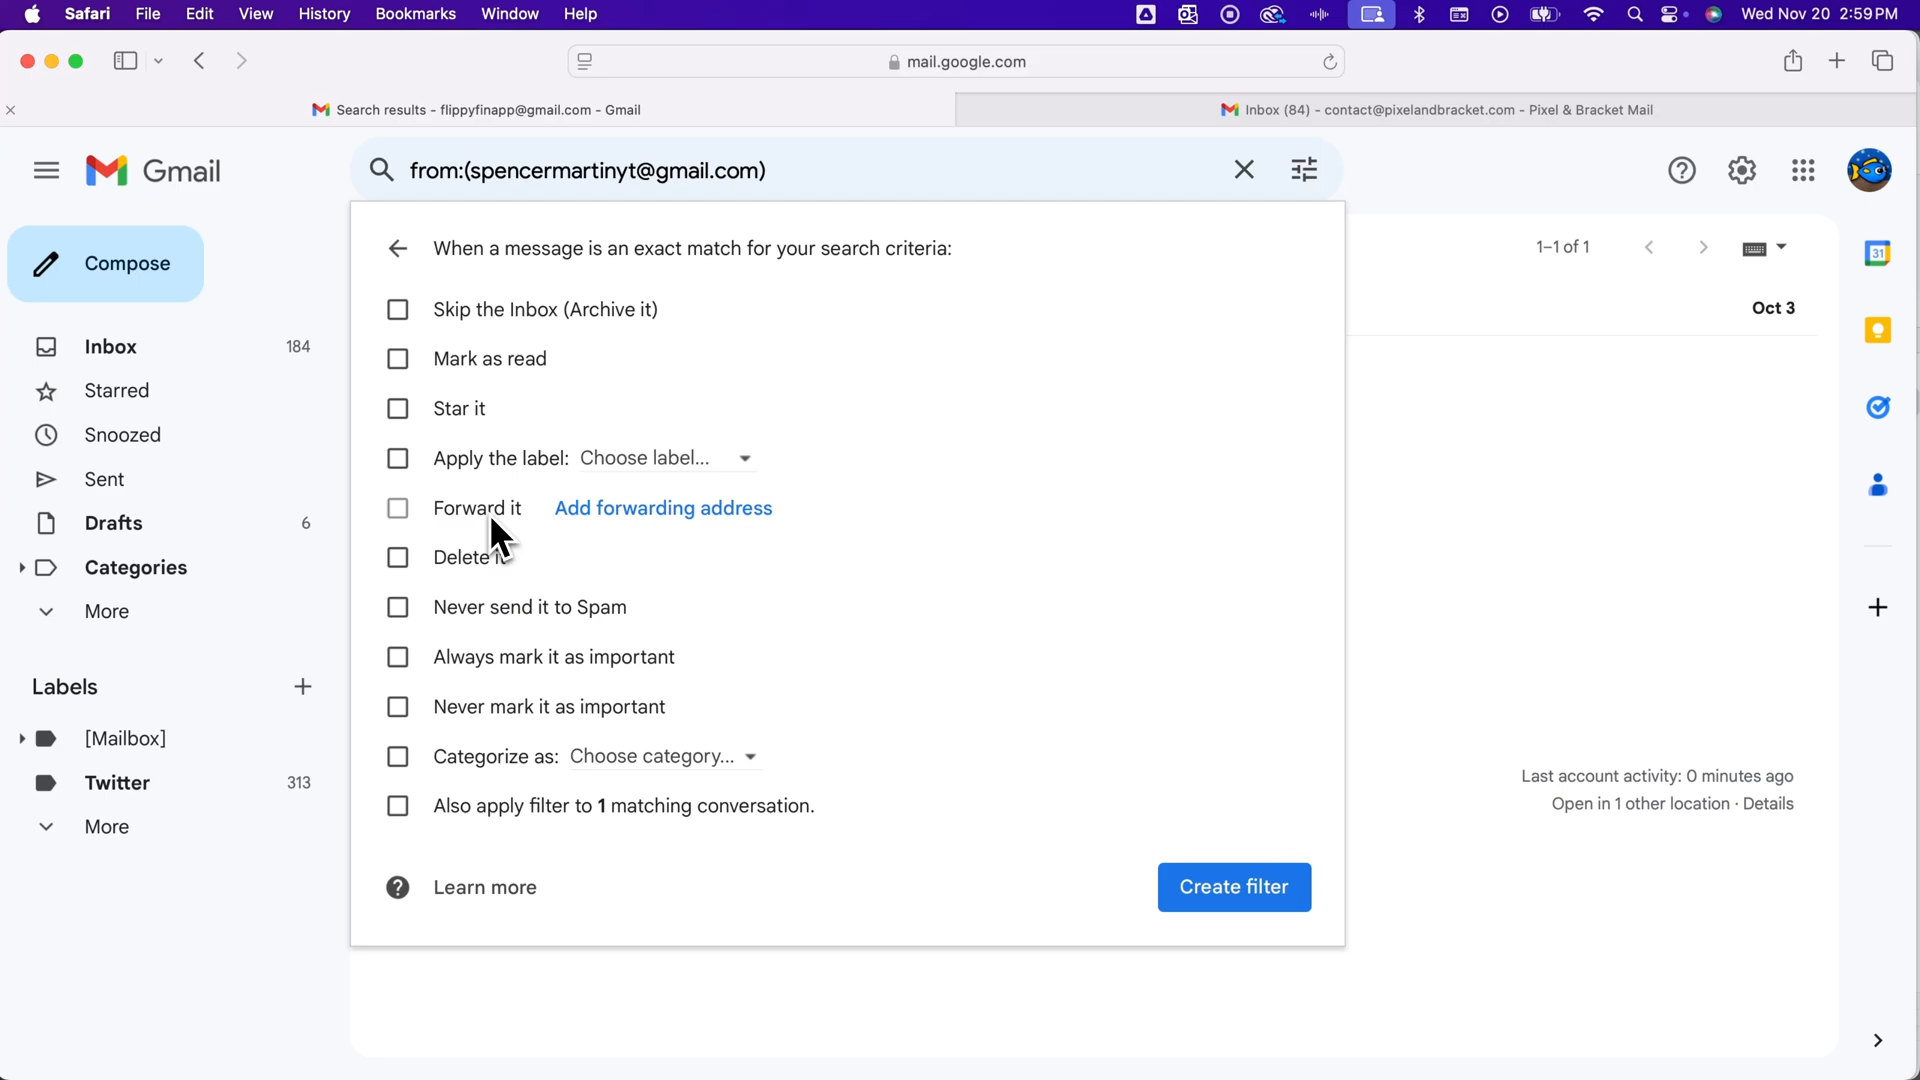 Safari File Edit View History Bookmarks Window Help Wed Nov 20 2:59 PM
mail.google.com
Search results - flippyfinapp@gmail.com - Gmail
Inbox (84) - contact@pixelandbracket.com - Pixel & Bracket Mail
Gmail
from:(spencermartinyt@gmail.com)
Compose
When a message is an exact match for your search criteria:
1–1 of 1
31
Skip the Inbox (Archive it)
Oct 3
Inbox 184
Mark as read
Starred
Star it
Snoozed
Apply the label: Choose label...
Sent
Forward it Add forwarding address
Drafts 6
Delete it
Categories
Never send it to Spam
More
Always mark it as important
Labels
Never mark it as important
[Mailbox]
Categorize as: Choose category...
Twitter 313
Also apply filter to 1 matching conversation.
More
Last account activity: 0 minutes ago
Open in 1 other location · Details
Learn more
Create filter